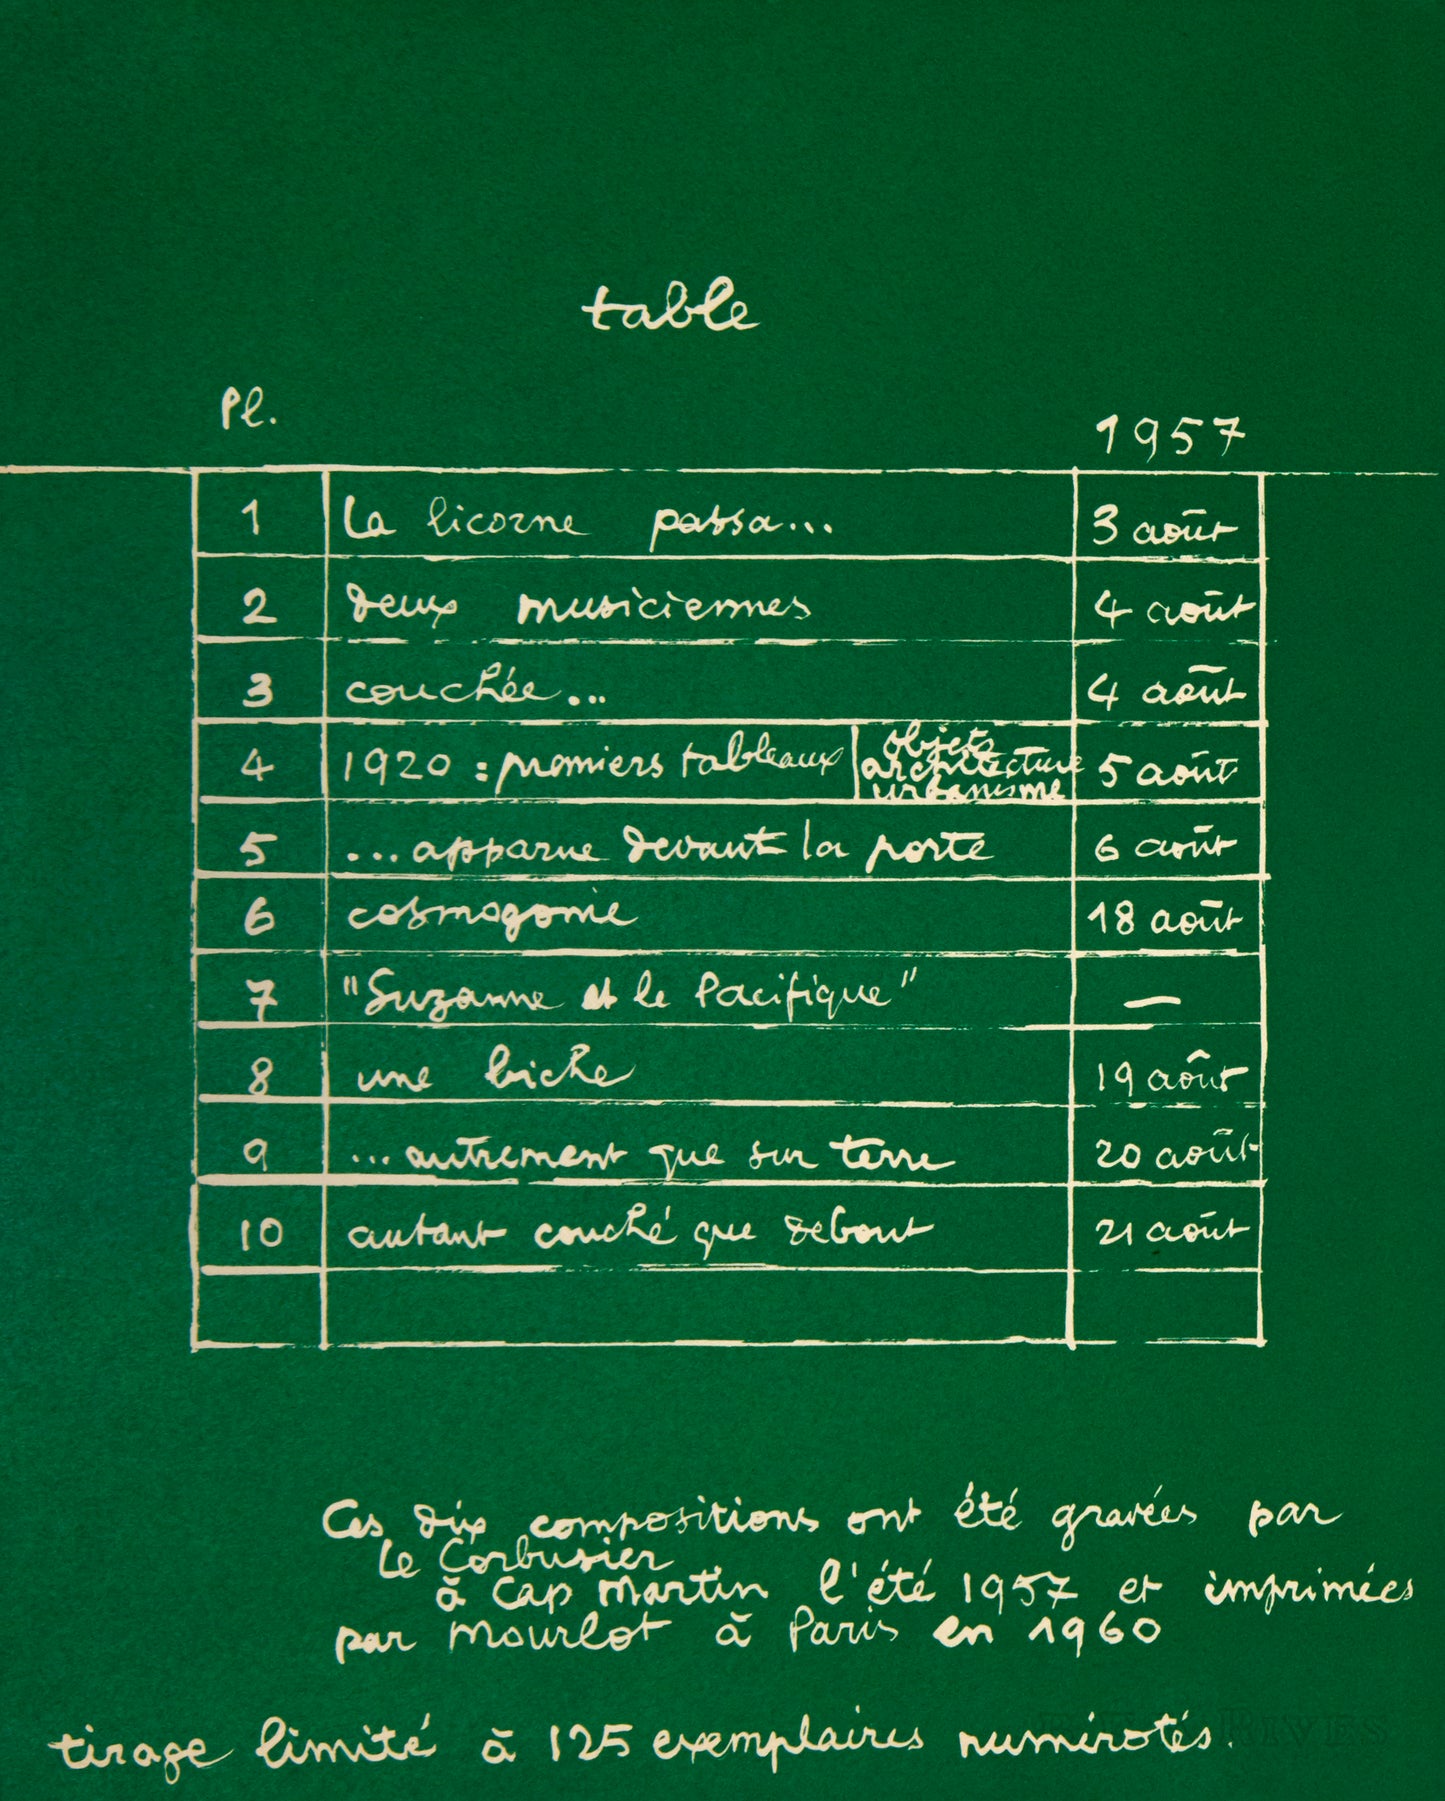 table
Pl.
1957
1 La licorne passa... 3 août
2 deux musiciennes 4 août
3 couchée... 4 août
4 1920 : premiers tableaux objets architecture urbanisme 5 août
5 ...apparue devant la porte 6 août
6 cosmogonie 18 août
7 "Suzanne et le Pacifique" —
8 une biche 19 août
9 ...autrement que sur terre 20 août
10 autant couché que debout 21 août
Ces dix compositions ont été gravées par
Le Corbusier
à Cap Martin l'été 1957 et imprimées
par Mourlot à Paris en 1960
tirage limité à 125 exemplaires numérotés.
RIVES